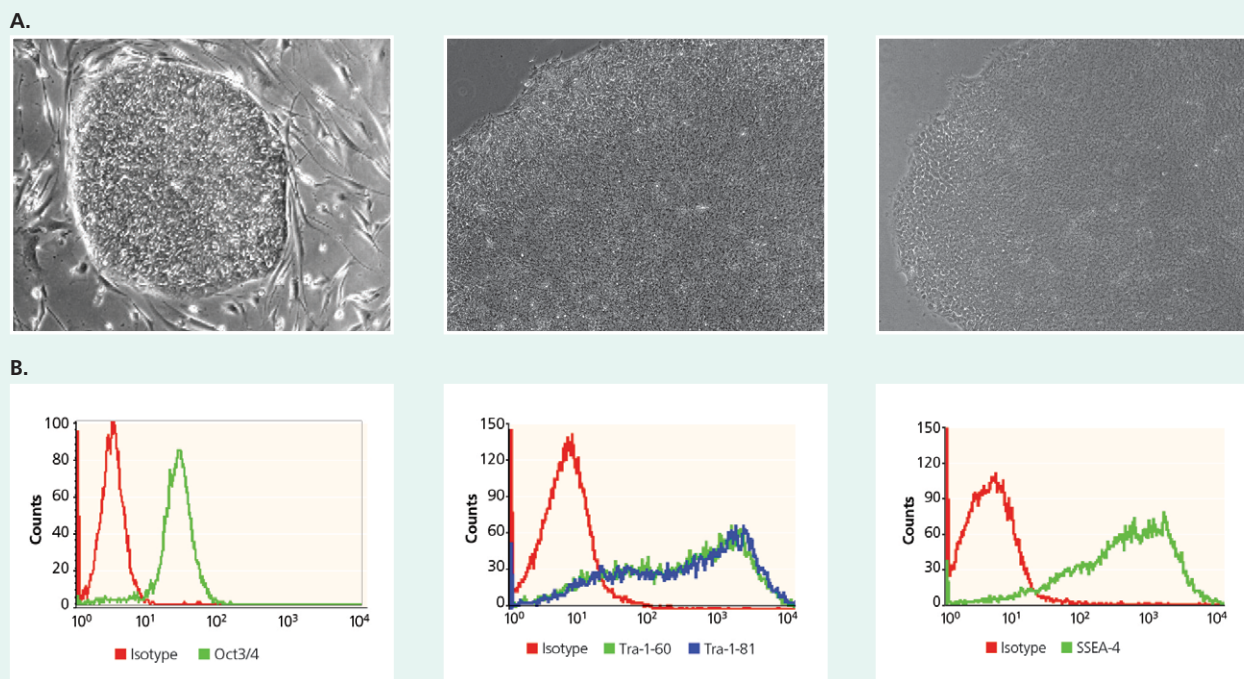 A.
B.
100
80
60
40
20
0
Counts
10⁰ 10¹ 10² 10³ 10⁴
Isotype Oct3/4
150
120
90
60
30
0
Counts
10⁰ 10¹ 10² 10³ 10⁴
Isotype Tra-1-60 Tra-1-81
150
120
90
60
30
0
Counts
10⁰ 10¹ 10² 10³ 10⁴
Isotype SSEA-4